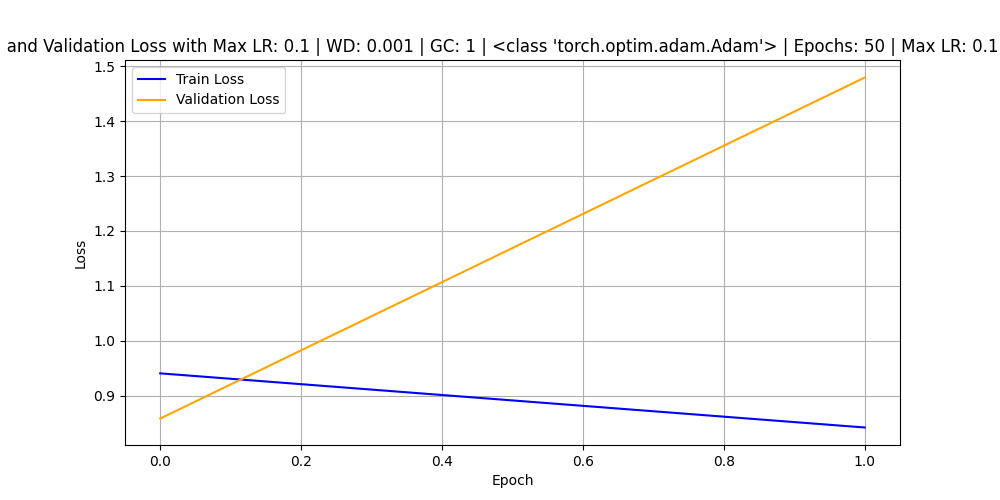 and Validation Loss with Max LR: 0.1 | WD: 0.001 | GC: 1 | <class 'torch.optim.adam.Adam'> | Epochs: 50 | Max LR: 0.1
Train Loss
Validation Loss
1.5
1.4
1.3
1.2
1.1
1.0
0.9
Loss
0.0 0.2 0.4 0.6 0.8 1.0
Epoch